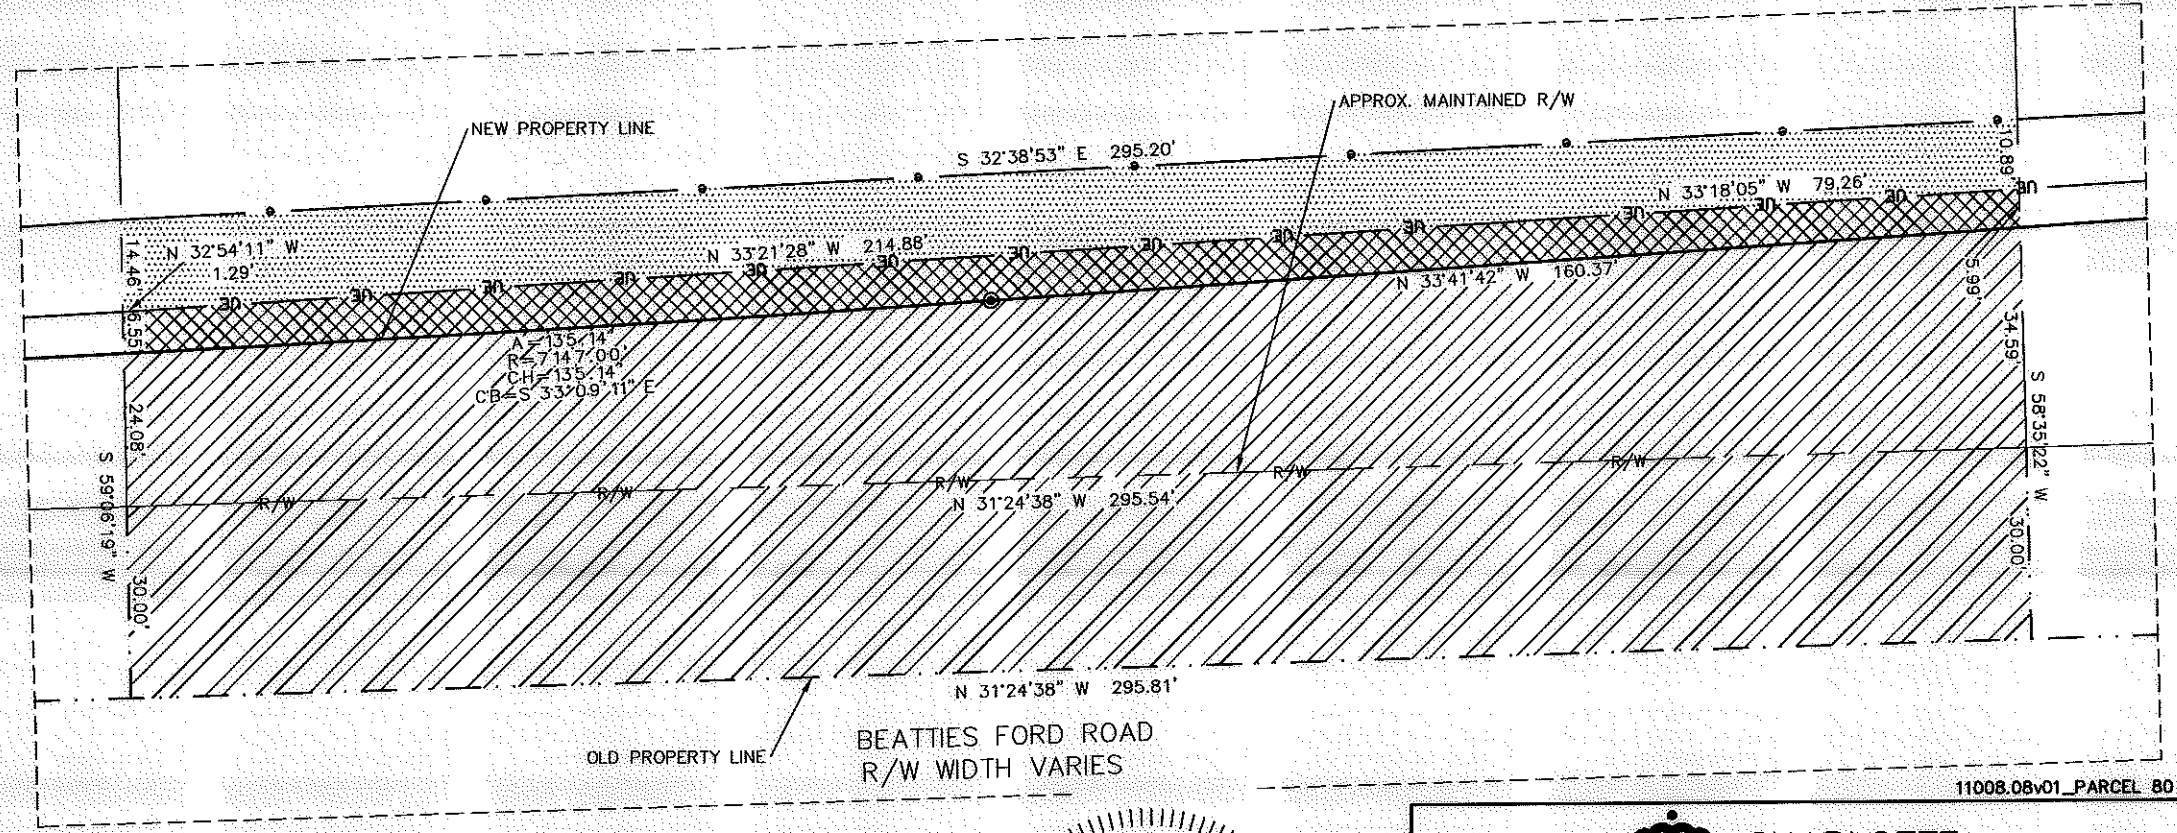 NEW PROPERTY LINE
APPROX. MAINTAINED R/W
S 32°38'53" E 295.20'
10.89'
N 33°18'05" W 79.26'
14.46'
N 32°54'11" W
1.29'
N 33°21'28" W 214.88'
6.55'
5.99'
N 33°41'42" W 160.37'
A=135.14'
R=7147.00'
CH=135.14'
CB=S 33°09'11" E
34.59'
24.08'
S 58°35'22" W
S 59°06'19" W
R/W R/W R/W R/W R/W
N 31°24'38" W 295.54'
30.00'
30.00'
N 31°24'38" W 295.81'
OLD PROPERTY LINE
BEATTIES FORD ROAD
R/W WIDTH VARIES
11008.08v01_PARCEL 80